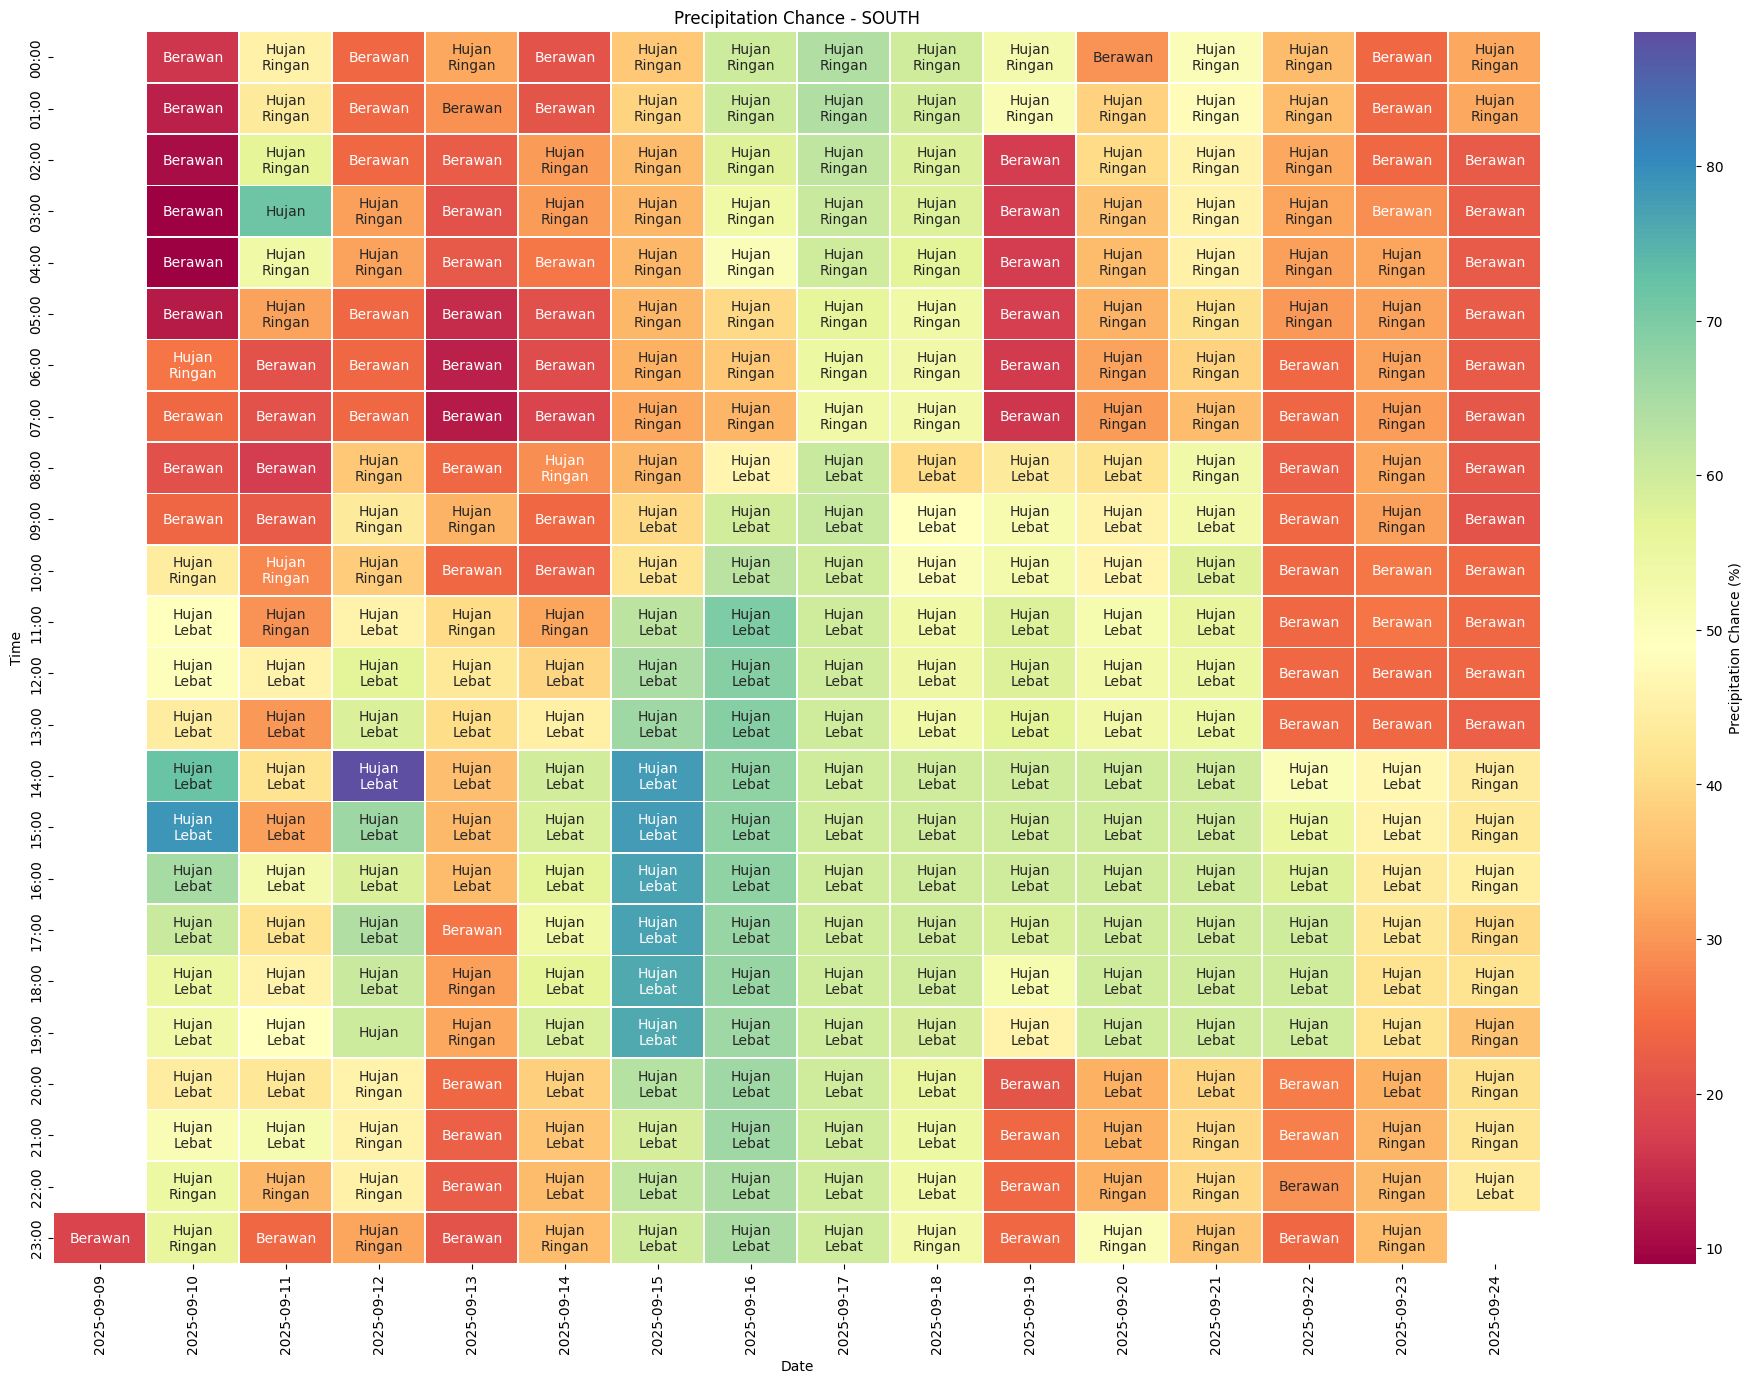 Precipitation Chance - SOUTH
00:00 Berawan Hujan Ringan Berawan Hujan Ringan Berawan Hujan Ringan Hujan Ringan Hujan Ringan Hujan Ringan Hujan Ringan Berawan Hujan Ringan Hujan Ringan Berawan Hujan Ringan
01:00 Berawan Hujan Ringan Berawan Berawan Berawan Hujan Ringan Hujan Ringan Hujan Ringan Hujan Ringan Hujan Ringan Hujan Ringan Hujan Ringan Hujan Ringan Berawan Hujan Ringan
02:00 Berawan Hujan Ringan Berawan Berawan Hujan Ringan Hujan Ringan Hujan Ringan Hujan Ringan Hujan Ringan Berawan Hujan Ringan Hujan Ringan Hujan Ringan Berawan Berawan
03:00 Berawan Hujan Hujan Ringan Berawan Hujan Ringan Hujan Ringan Hujan Ringan Hujan Ringan Hujan Ringan Berawan Hujan Ringan Hujan Ringan Hujan Ringan Berawan Berawan
04:00 Berawan Hujan Ringan Hujan Ringan Berawan Berawan Hujan Ringan Hujan Ringan Hujan Ringan Hujan Ringan Berawan Hujan Ringan Hujan Ringan Hujan Ringan Hujan Ringan Berawan
05:00 Berawan Hujan Ringan Berawan Berawan Berawan Hujan Ringan Hujan Ringan Hujan Ringan Hujan Ringan Berawan Hujan Ringan Hujan Ringan Hujan Ringan Hujan Ringan Berawan
06:00 Hujan Ringan Berawan Berawan Berawan Berawan Hujan Ringan Hujan Ringan Hujan Ringan Hujan Ringan Berawan Hujan Ringan Hujan Ringan Berawan Hujan Ringan Berawan
07:00 Berawan Berawan Berawan Berawan Berawan Hujan Ringan Hujan Ringan Hujan Ringan Hujan Ringan Berawan Hujan Ringan Hujan Ringan Berawan Hujan Ringan Berawan
08:00 Berawan Berawan Hujan Ringan Berawan Hujan Ringan Hujan Ringan Hujan Lebat Hujan Lebat Hujan Lebat Hujan Lebat Hujan Lebat Hujan Ringan Berawan Hujan Ringan Berawan
09:00 Berawan Berawan Hujan Ringan Hujan Ringan Berawan Hujan Lebat Hujan Lebat Hujan Lebat Hujan Lebat Hujan Lebat Hujan Lebat Hujan Lebat Berawan Hujan Ringan Berawan
10:00 Hujan Ringan Hujan Ringan Hujan Ringan Berawan Berawan Hujan Lebat Hujan Lebat Hujan Lebat Hujan Lebat Hujan Lebat Hujan Lebat Hujan Lebat Berawan Berawan Berawan
11:00 Hujan Lebat Hujan Ringan Hujan Lebat Hujan Ringan Hujan Ringan Hujan Lebat Hujan Lebat Hujan Lebat Hujan Lebat Hujan Lebat Hujan Lebat Hujan Lebat Berawan Berawan Berawan
12:00 Hujan Lebat Hujan Lebat Hujan Lebat Hujan Lebat Hujan Lebat Hujan Lebat Hujan Lebat Hujan Lebat Hujan Lebat Hujan Lebat Hujan Lebat Hujan Lebat Berawan Berawan Berawan
13:00 Hujan Lebat Hujan Lebat Hujan Lebat Hujan Lebat Hujan Lebat Hujan Lebat Hujan Lebat Hujan Lebat Hujan Lebat Hujan Lebat Hujan Lebat Hujan Lebat Berawan Berawan Berawan
14:00 Hujan Lebat Hujan Lebat Hujan Lebat Hujan Lebat Hujan Lebat Hujan Lebat Hujan Lebat Hujan Lebat Hujan Lebat Hujan Lebat Hujan Lebat Hujan Lebat Hujan Lebat Hujan Lebat Hujan Ringan
15:00 Hujan Lebat Hujan Lebat Hujan Lebat Hujan Lebat Hujan Lebat Hujan Lebat Hujan Lebat Hujan Lebat Hujan Lebat Hujan Lebat Hujan Lebat Hujan Lebat Hujan Lebat Hujan Lebat Hujan Ringan
16:00 Hujan Lebat Hujan Lebat Hujan Lebat Hujan Lebat Hujan Lebat Hujan Lebat Hujan Lebat Hujan Lebat Hujan Lebat Hujan Lebat Hujan Lebat Hujan Lebat Hujan Lebat Hujan Lebat Hujan Ringan
17:00 Hujan Lebat Hujan Lebat Hujan Lebat Berawan Hujan Lebat Hujan Lebat Hujan Lebat Hujan Lebat Hujan Lebat Hujan Lebat Hujan Lebat Hujan Lebat Hujan Lebat Hujan Lebat Hujan Ringan
18:00 Hujan Lebat Hujan Lebat Hujan Lebat Hujan Ringan Hujan Lebat Hujan Lebat Hujan Lebat Hujan Lebat Hujan Lebat Hujan Lebat Hujan Lebat Hujan Lebat Hujan Lebat Hujan Lebat Hujan Ringan
19:00 Hujan Lebat Hujan Lebat Hujan Hujan Ringan Hujan Lebat Hujan Lebat Hujan Lebat Hujan Lebat Hujan Lebat Hujan Lebat Hujan Lebat Hujan Lebat Hujan Lebat Hujan Lebat Hujan Ringan
20:00 Hujan Lebat Hujan Lebat Hujan Ringan Berawan Hujan Lebat Hujan Lebat Hujan Lebat Hujan Lebat Hujan Lebat Berawan Hujan Lebat Hujan Lebat Berawan Hujan Lebat Hujan Ringan
21:00 Hujan Lebat Hujan Lebat Hujan Ringan Berawan Hujan Lebat Hujan Lebat Hujan Lebat Hujan Lebat Hujan Lebat Berawan Hujan Lebat Hujan Ringan Berawan Hujan Ringan Hujan Ringan
22:00 Hujan Ringan Hujan Ringan Hujan Ringan Berawan Hujan Lebat Hujan Lebat Hujan Lebat Hujan Lebat Hujan Lebat Berawan Hujan Ringan Hujan Ringan Berawan Hujan Ringan Hujan Lebat
23:00 Berawan Hujan Ringan Berawan Hujan Ringan Berawan Hujan Ringan Hujan Lebat Hujan Lebat Hujan Lebat Hujan Ringan Berawan Hujan Ringan Hujan Ringan Berawan Hujan Ringan
Time
2025-09-09 2025-09-10 2025-09-11 2025-09-12 2025-09-13 2025-09-14 2025-09-15 2025-09-16 2025-09-17 2025-09-18 2025-09-19 2025-09-20 2025-09-21 2025-09-22 2025-09-23 2025-09-24
Date
80
70
60
50
40
30
20
10
Precipitation Chance (%)